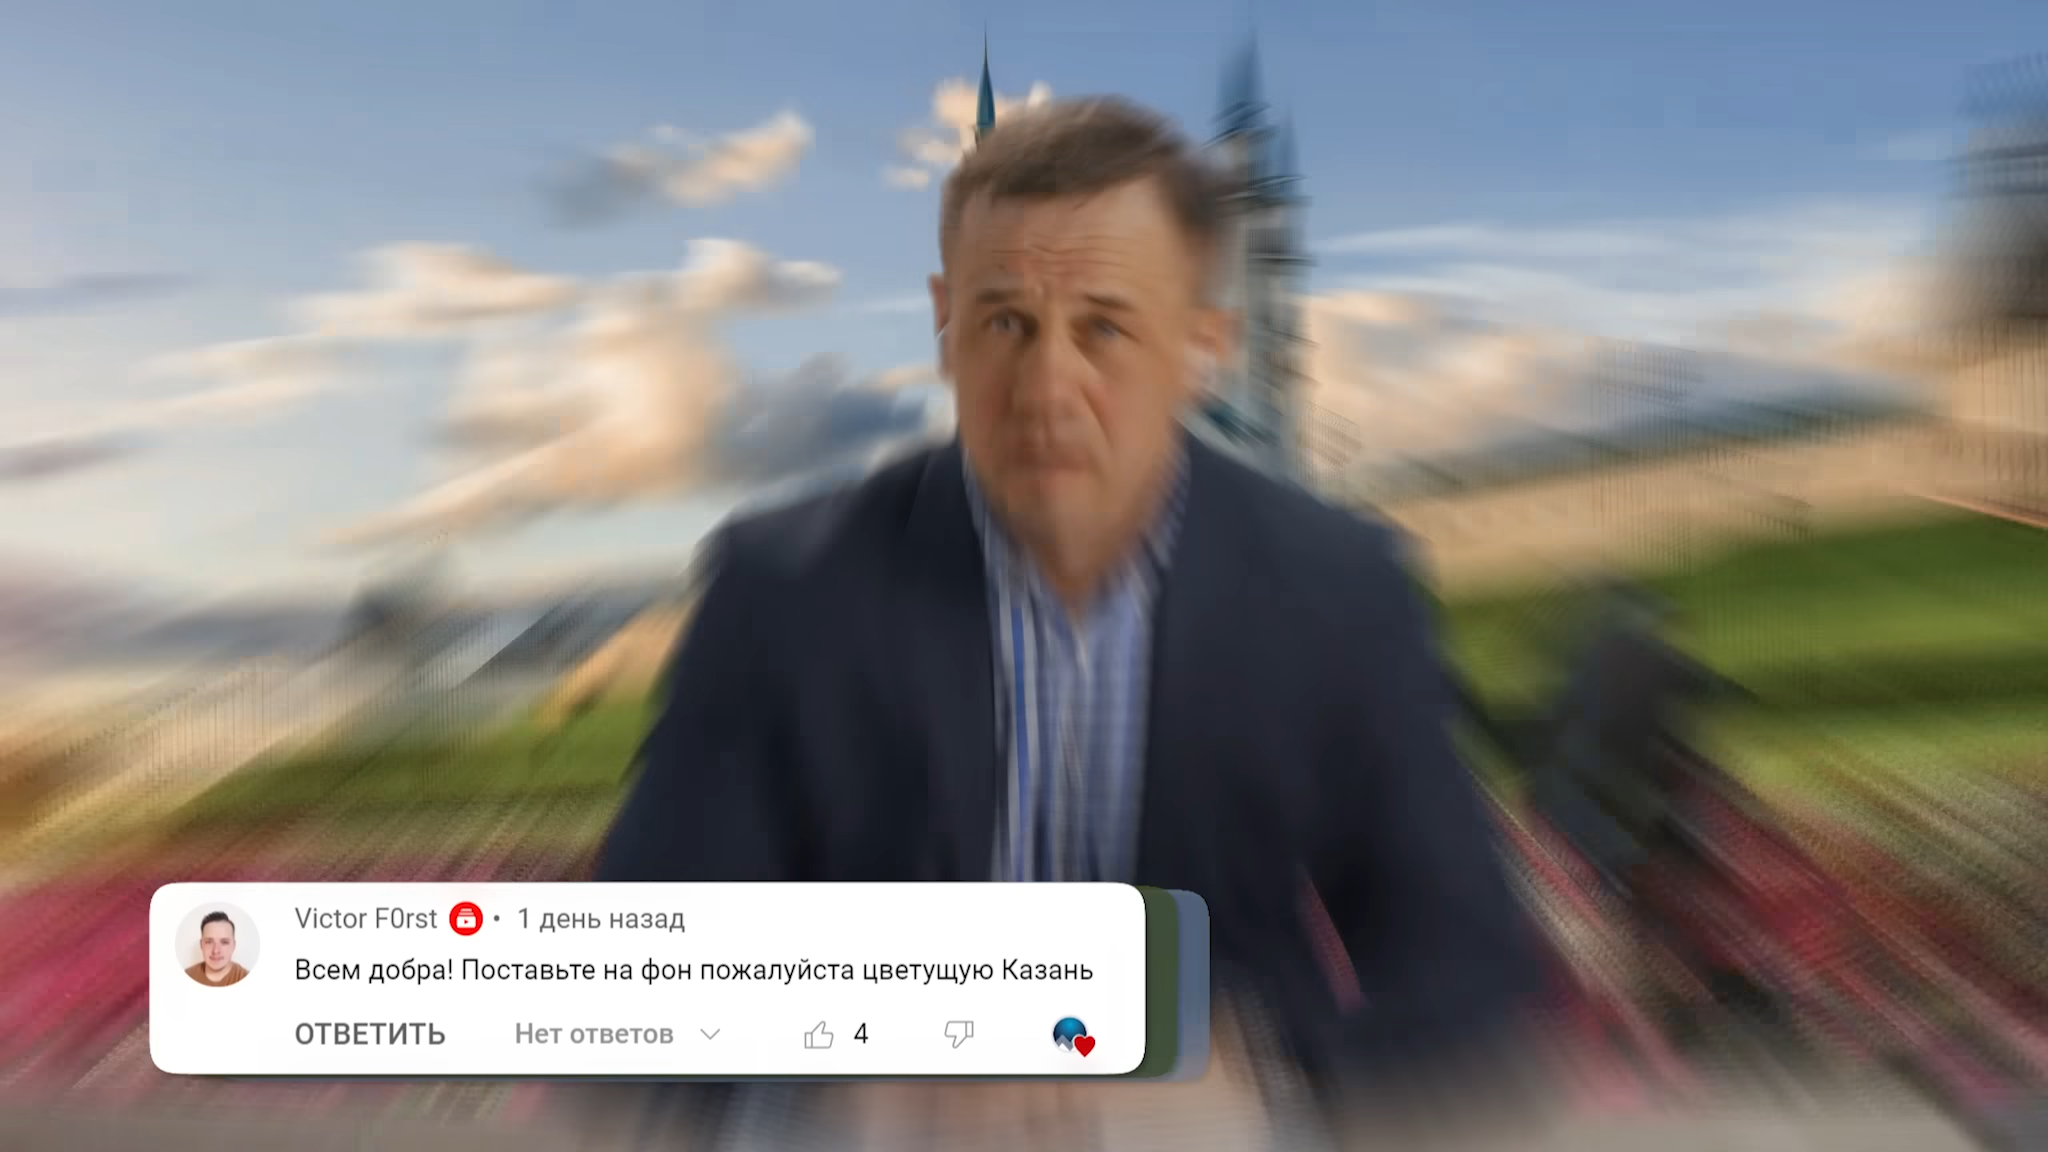 Victor F0rst • 1 день назад
Всем добра! Поставьте на фон пожалуйста цветущую Казань
ОТВЕТИТЬ Нет ответов 4